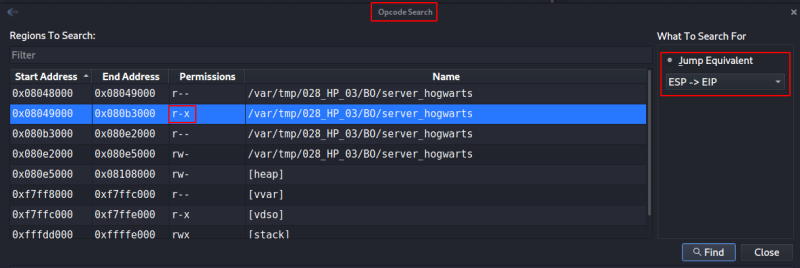 Opcode Search
Regions To Search:
What To Search For
Filter
Jump Equivalent
ESP -> EIP
Start Address End Address Permissions Name
0x08048000 0x08049000 r-- /var/tmp/028_HP_03/BO/server_hogwarts
0x08049000 0x080b3000 r-x /var/tmp/028_HP_03/BO/server_hogwarts
0x080b3000 0x080e2000 r-- /var/tmp/028_HP_03/BO/server_hogwarts
0x080e2000 0x080e5000 rw- /var/tmp/028_HP_03/BO/server_hogwarts
0x080e5000 0x08108000 rw- [heap]
0xf7ff8000 0xf7ffc000 r-- [vvar]
0xf7ffc000 0xf7ffe000 r-x [vdso]
0xfffdd000 0xffffe000 rwx [stack]
Find Close